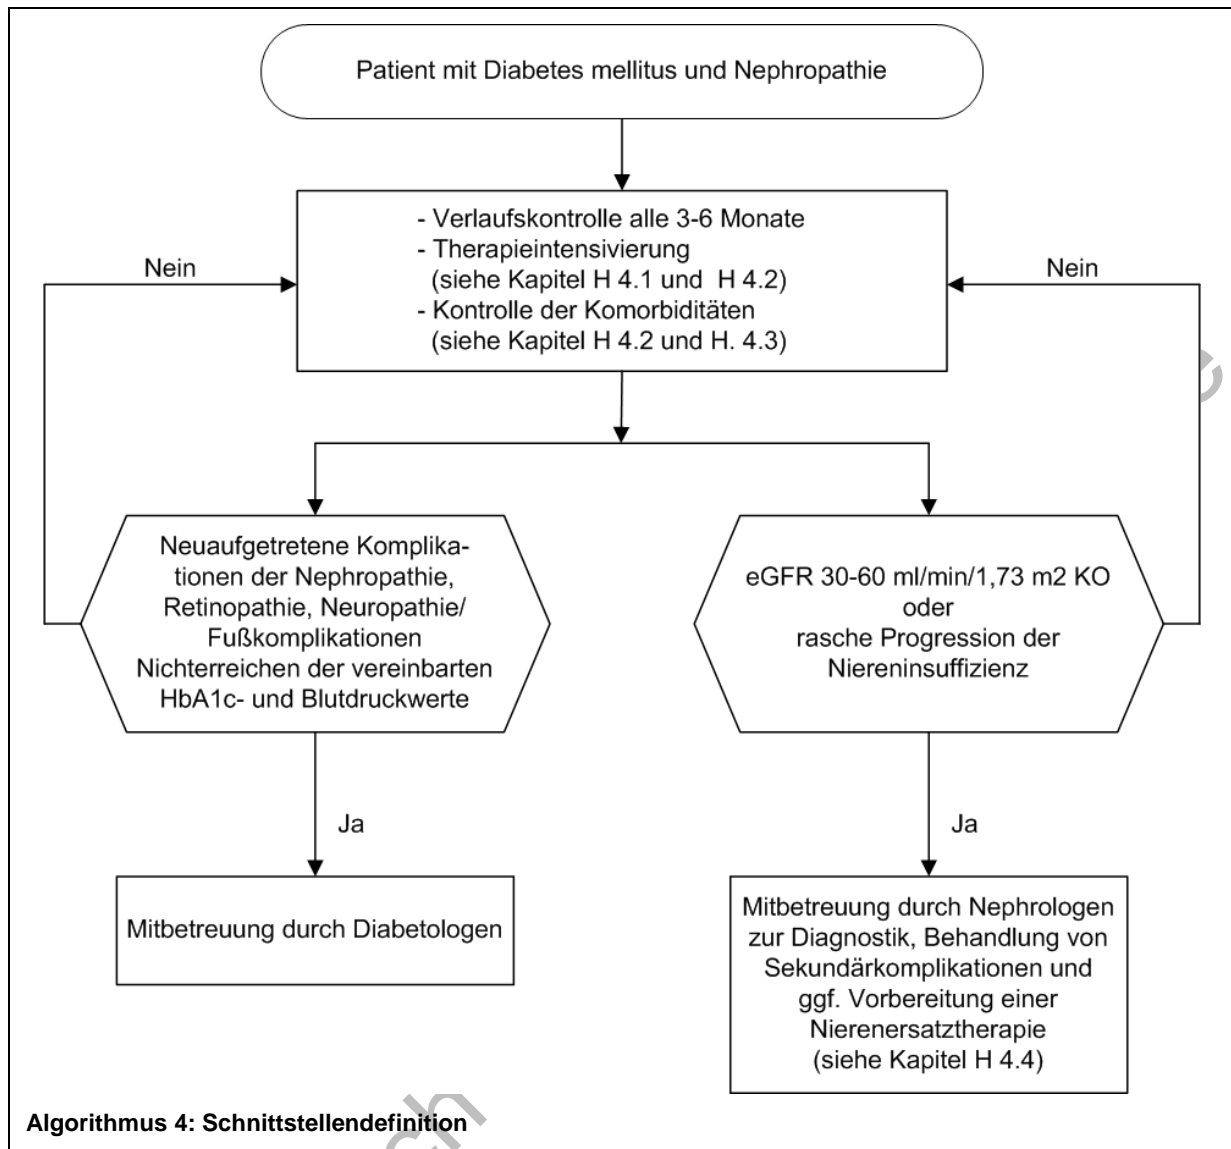 Patient mit Diabetes mellitus und Nephropathie
- Verlaufskontrolle alle 3-6 Monate
- Therapieintensivierung
(siehe Kapitel H 4.1 und H 4.2)
- Kontrolle der Komorbiditäten
(siehe Kapitel H 4.2 und H. 4.3)
Nein
Nein
Neuaufgetretene Komplika-
tionen der Nephropathie,
Retinopathie, Neuropathie/
Fußkomplikationen
Nichterreichen der vereinbarten
HbA1c- und Blutdruckwerte
eGFR 30-60 ml/min/1,73 m2 KO
oder
rasche Progression der
Niereninsuffizienz
Ja
Ja
Mitbetreuung durch Diabetologen
Mitbetreuung durch Nephrologen
zur Diagnostik, Behandlung von
Sekundärkomplikationen und
ggf. Vorbereitung einer
Nierenersatztherapie
(siehe Kapitel H 4.4)
Algorithmus 4: Schnittstellendefinition